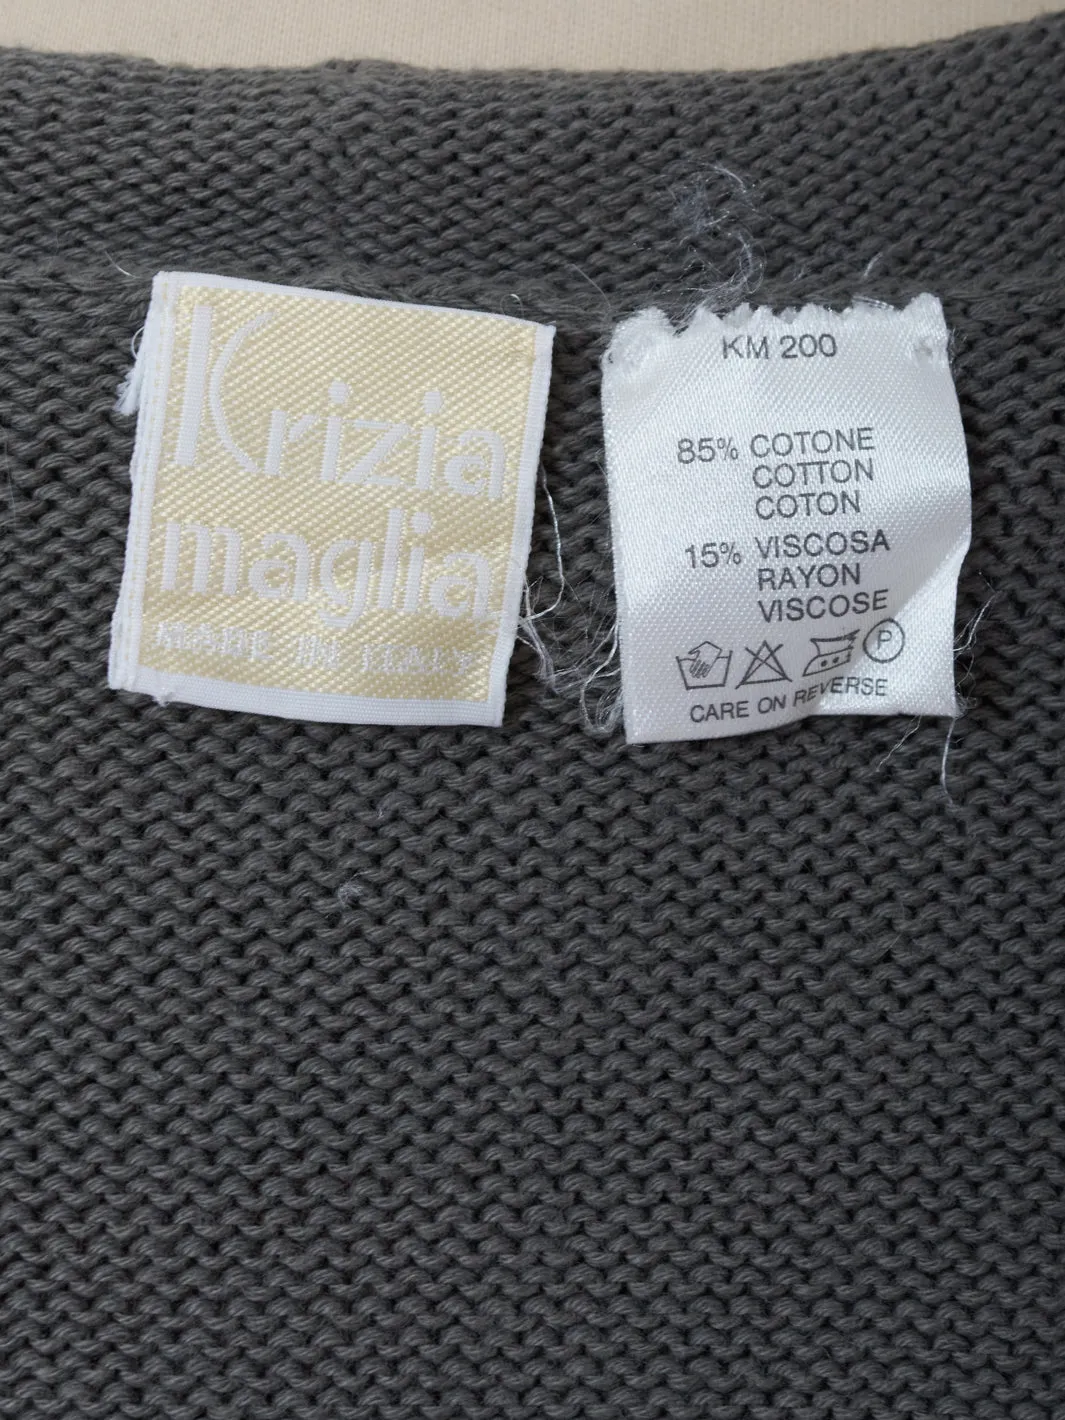 Krizia
maglia
MADE IN ITALY
KM 200
85% COTONE
COTTON
COTON
15% VISCOSA
RAYON
VISCOSE
P
CARE ON REVERSE